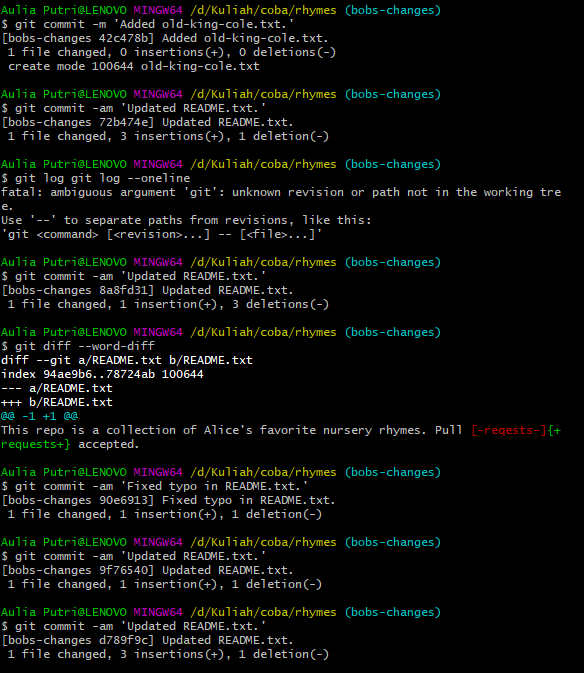 Aulia Putri@LENOVO MINGW64 /d/Kuliah/coba/rhymes (bobs-changes)
$ git commit -m 'Added old-king-cole.txt.'
[bobs-changes 42c478b] Added old-king-cole.txt.
 1 file changed, 0 insertions(+), 0 deletions(-)
 create mode 100644 old-king-cole.txt

Aulia Putri@LENOVO MINGW64 /d/Kuliah/coba/rhymes (bobs-changes)
$ git commit -am 'Updated README.txt.'
[bobs-changes 72b474e] Updated README.txt.
 1 file changed, 3 insertions(+), 1 deletion(-)

Aulia Putri@LENOVO MINGW64 /d/Kuliah/coba/rhymes (bobs-changes)
$ git log git log --oneline
fatal: ambiguous argument 'git': unknown revision or path not in the working tre
e.
Use '--' to separate paths from revisions, like this:
'git <command> [<revision>...] -- [<file>...]'

Aulia Putri@LENOVO MINGW64 /d/Kuliah/coba/rhymes (bobs-changes)
$ git commit -am 'Updated README.txt.'
[bobs-changes 8a8fd31] Updated README.txt.
 1 file changed, 1 insertion(+), 3 deletions(-)

Aulia Putri@LENOVO MINGW64 /d/Kuliah/coba/rhymes (bobs-changes)
$ git diff --word-diff
diff --git a/README.txt b/README.txt
index 94ae9b6..78724ab 100644
--- a/README.txt
+++ b/README.txt
@@ -1 +1 @@
This repo is a collection of Alice's favorite nursery rhymes. Pull [-reqests-]{+
requests+} accepted.

Aulia Putri@LENOVO MINGW64 /d/Kuliah/coba/rhymes (bobs-changes)
$ git commit -am 'Fixed typo in README.txt.'
[bobs-changes 90e6913] Fixed typo in README.txt.
 1 file changed, 1 insertion(+), 1 deletion(-)

Aulia Putri@LENOVO MINGW64 /d/Kuliah/coba/rhymes (bobs-changes)
$ git commit -am 'Updated README.txt.'
[bobs-changes 9f76540] Updated README.txt.
 1 file changed, 1 insertion(+), 1 deletion(-)

Aulia Putri@LENOVO MINGW64 /d/Kuliah/coba/rhymes (bobs-changes)
$ git commit -am 'Updated README.txt.'
[bobs-changes d789f9c] Updated README.txt.
 1 file changed, 3 insertions(+), 1 deletion(-)